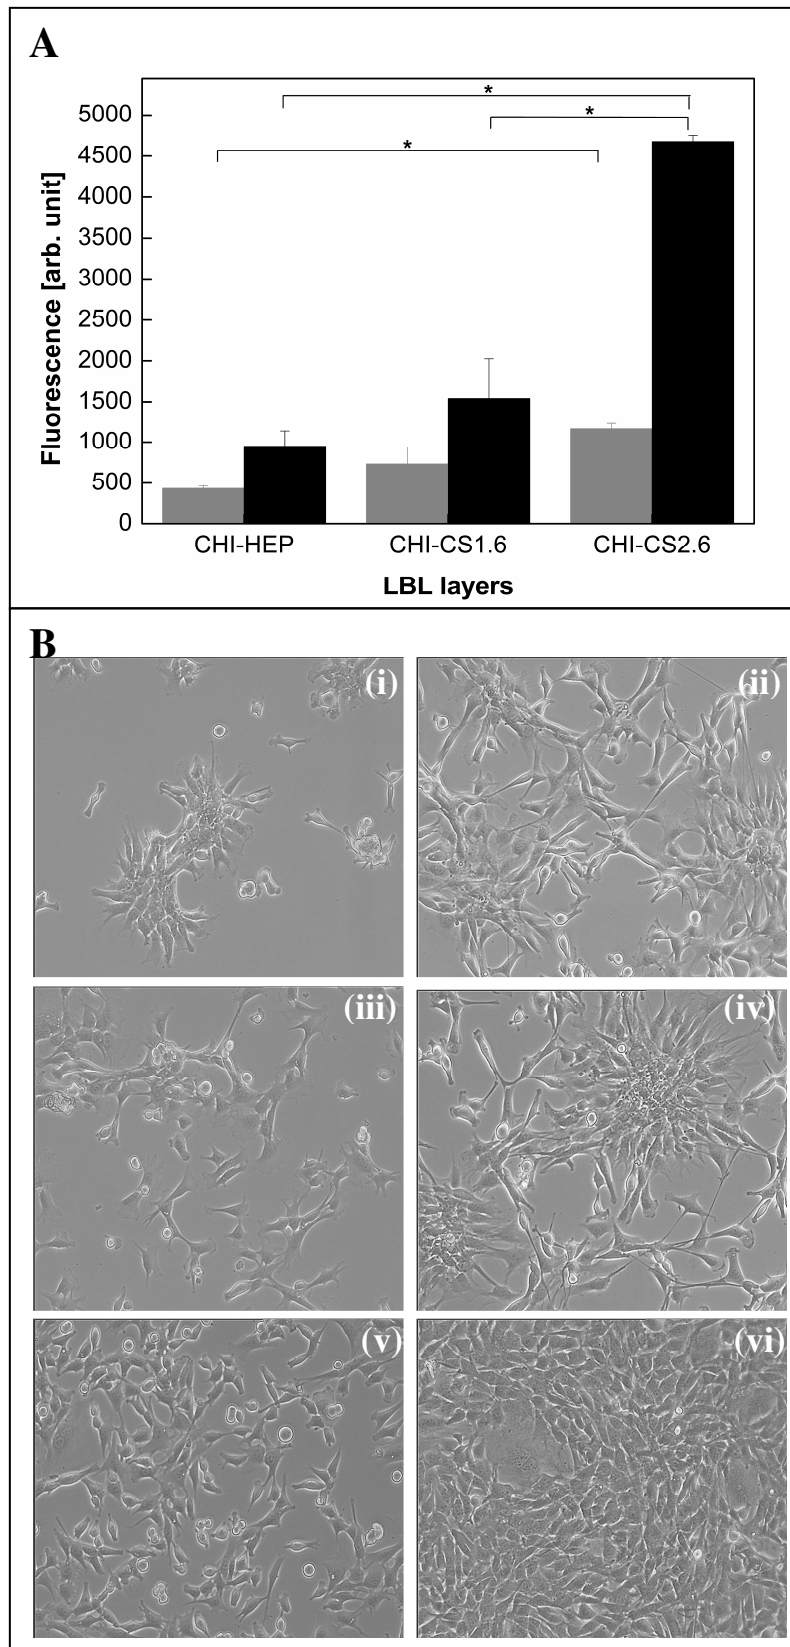 A
Fluorescence [arb. unit]
5000
4500
4000
3500
3000
2500
2000
1500
1000
500
0
*
*
*
CHI-HEP CHI-CS1.6 CHI-CS2.6
LBL layers
B
(i) (ii)
(iii) (iv)
(v) (vi)